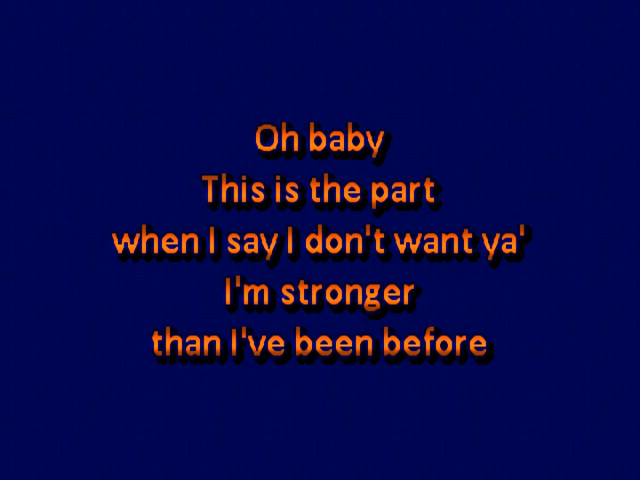 Oh baby
This is the part
when I say I don't want ya'
I'm stronger
than I've been before